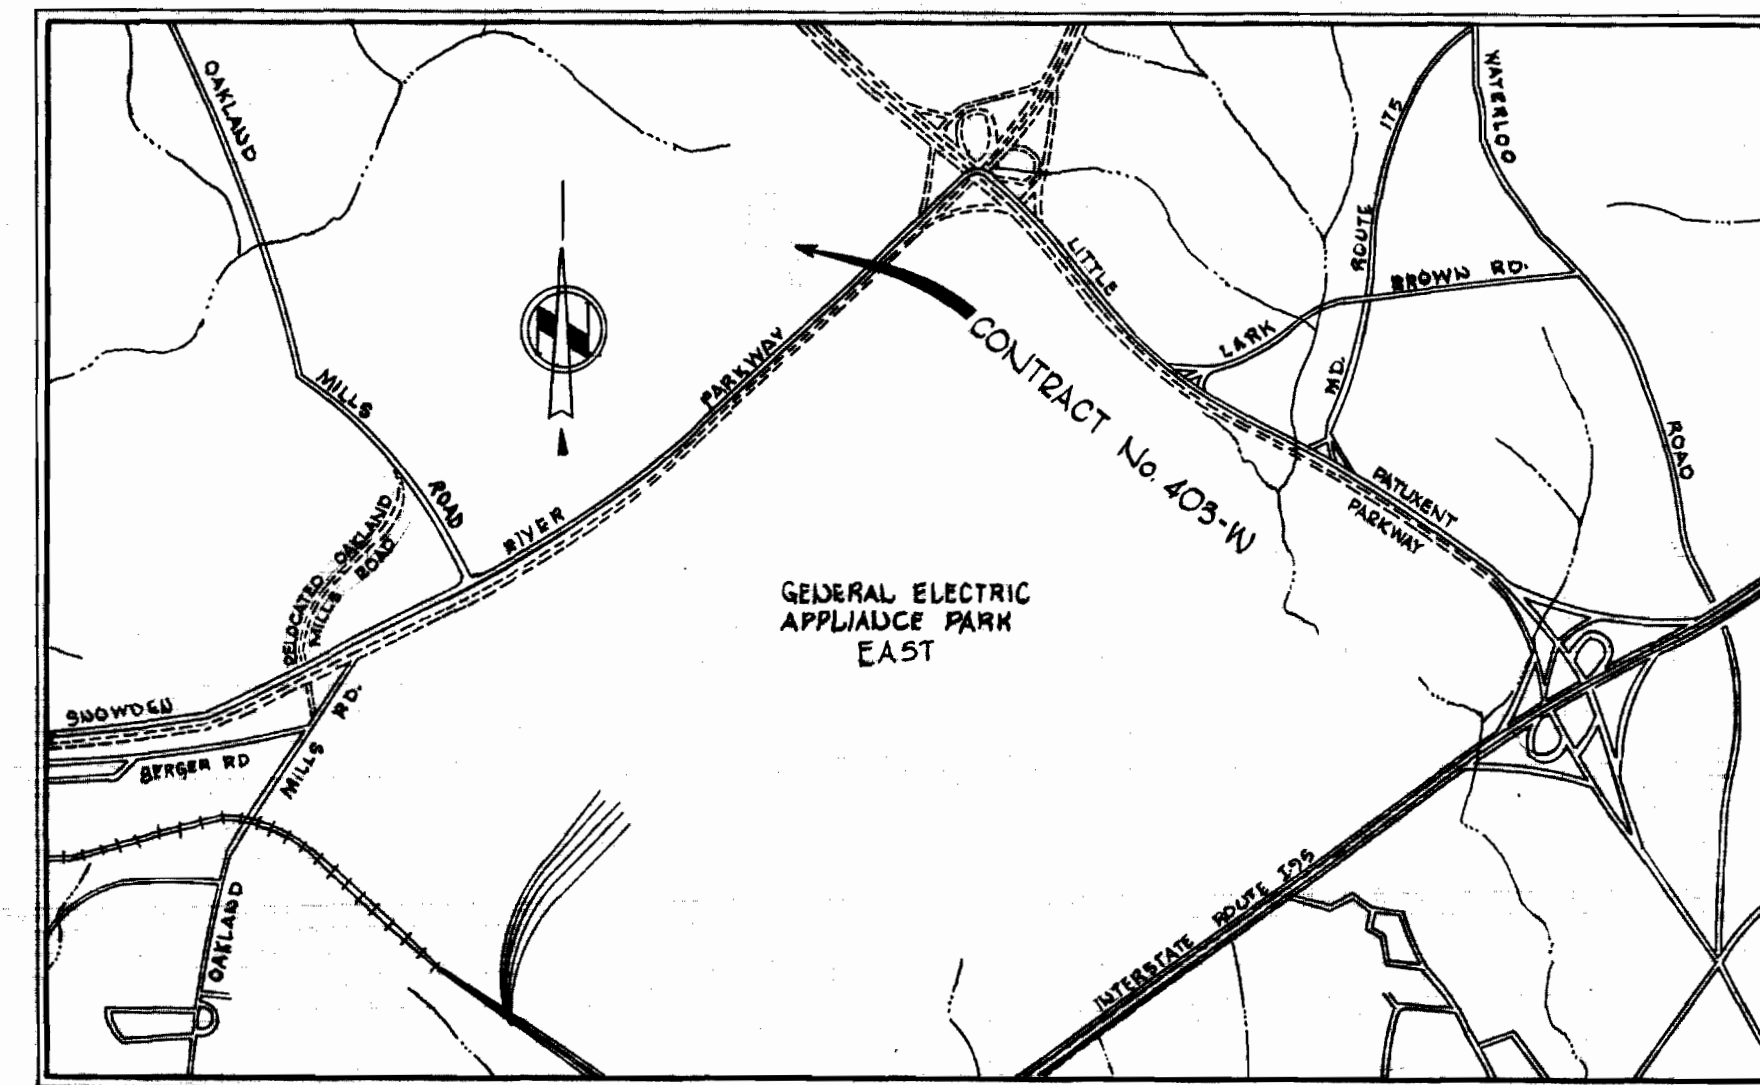 OAKLAND
MILLS
ROAD
RELOCATED OAKLAND
MILLS ROAD
SNOWDEN
RIVER
PARKWAY
BERGER RD
MILLS
RD.
OAKLAND
LITTLE
PATUXENT
PARKWAY
LARK
BROWN RD.
MD.
ROUTE
175
WATERLOO
ROAD
CONTRACT No. 403-W
GENERAL ELECTRIC
APPLIANCE PARK
EAST
INTERSTATE ROUTE I-95